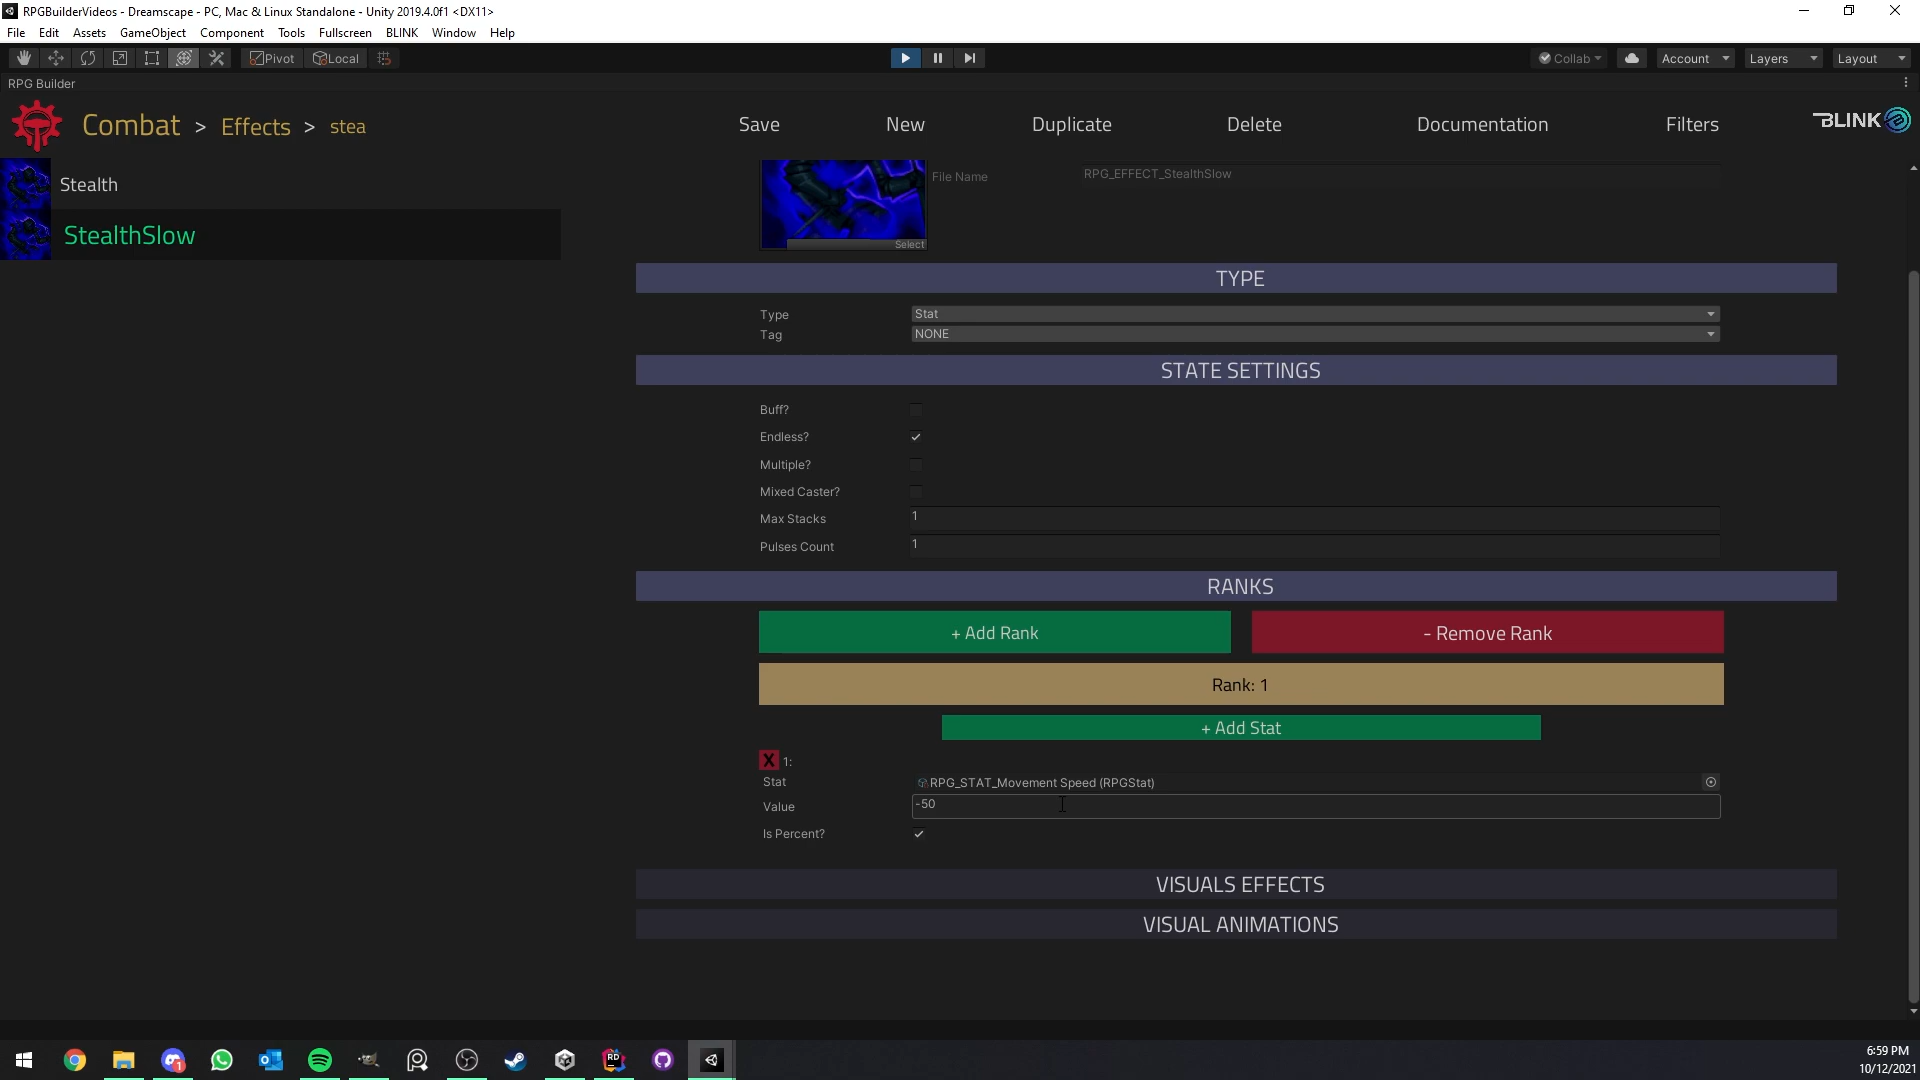 RPGBuilderVideos - Dreamscape - PC, Mac & Linux Standalone - Unity 2019.4.0f1 <DX11>
File Edit Assets GameObject Component Tools Fullscreen BLINK Window Help
Pivot Local Collab Account Layers Layout
RPG Builder
Combat > Effects > stea Save New Duplicate Delete Documentation Filters BLINK
Stealth
StealthSlow
File Name RPG_EFFECT_StealthSlow
Select
TYPE
Type Stat
Tag NONE
STATE SETTINGS
Buff?
Endless?
Multiple?
Mixed Caster?
Max Stacks 1
Pulses Count 1
RANKS
+ Add Rank - Remove Rank
Rank: 1
+ Add Stat
X 1:
Stat RPG_STAT_Movement Speed (RPGStat)
Value -50
Is Percent?
VISUALS EFFECTS
VISUAL ANIMATIONS
RD
6:59 PM
10/12/2021